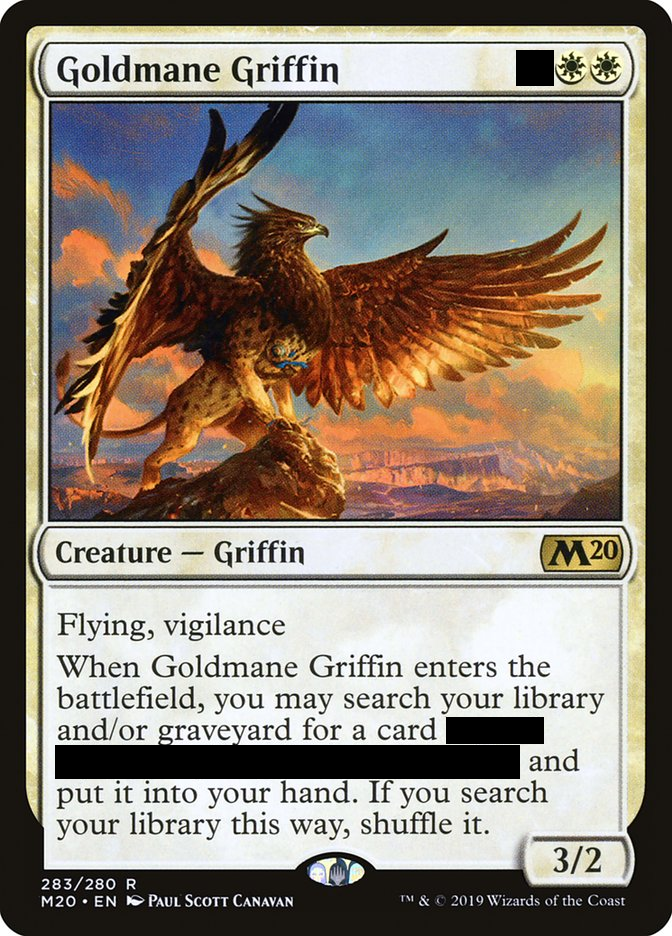 Goldmane Griffin
Creature — Griffin
M20
Flying, vigilance
When Goldmane Griffin enters the
battlefield, you may search your library
and/or graveyard for a card
and
put it into your hand. If you search
your library this way, shuffle it.
3/2
283/280 R
M20 • EN Paul Scott Canavan
™ & © 2019 Wizards of the Coast